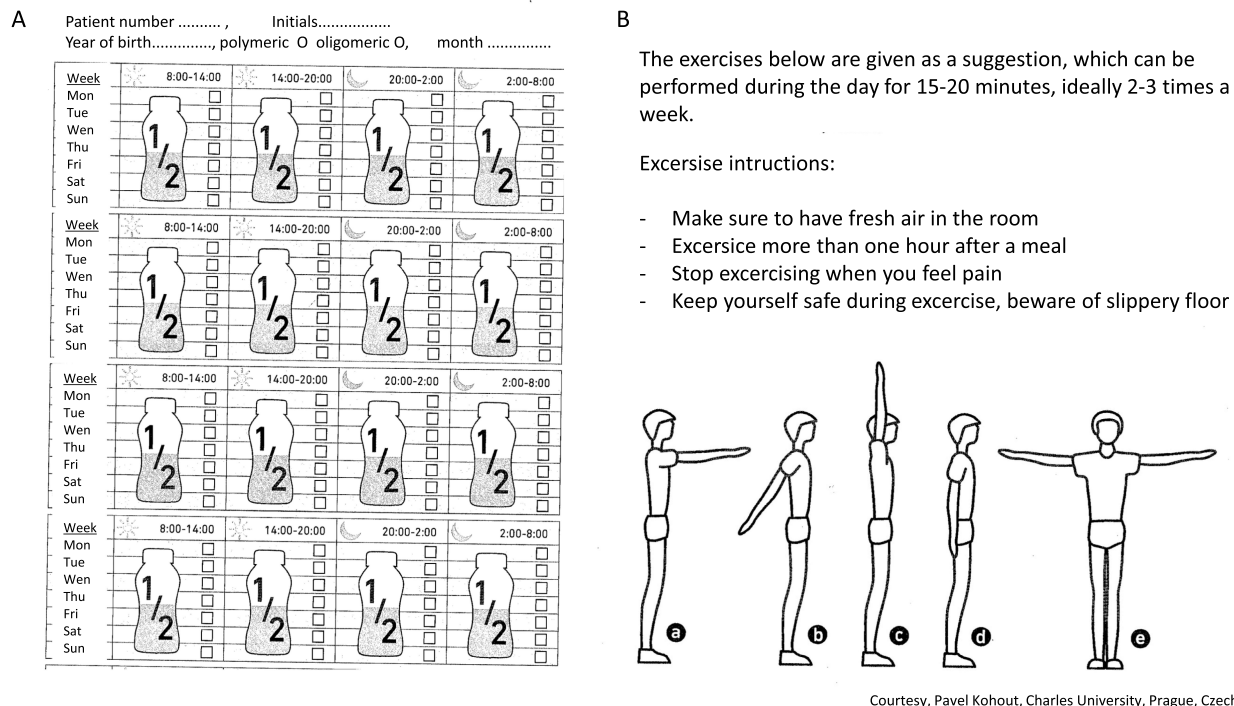 A
Patient number .......... ,    Initials.................
Year of birth.............., polymeric O oligomeric O,    month ...............
Week 8:00-14:00 14:00-20:00 20:00-2:00 2:00-8:00
Mon
Tue
Wen
Thu
Fri
Sat
Sun
1/2 1/2 1/2 1/2
Week 8:00-14:00 14:00-20:00 20:00-2:00 2:00-8:00
Mon
Tue
Wen
Thu
Fri
Sat
Sun
1/2 1/2 1/2 1/2
Week 8:00-14:00 14:00-20:00 20:00-2:00 2:00-8:00
Mon
Tue
Wen
Thu
Fri
Sat
Sun
1/2 1/2 1/2 1/2
Week 8:00-14:00 14:00-20:00 20:00-2:00 2:00-8:00
Mon
Tue
Wen
Thu
Fri
Sat
Sun
1/2 1/2 1/2 1/2
B
The exercises below are given as a suggestion, which can be
performed during the day for 15-20 minutes, ideally 2-3 times a
week.
Excersise intructions:
- Make sure to have fresh air in the room
- Excersice more than one hour after a meal
- Stop excercising when you feel pain
- Keep yourself safe during excercise, beware of slippery floor
a b c d e
Courtesy, Pavel Kohout, Charles University, Prague, Czech